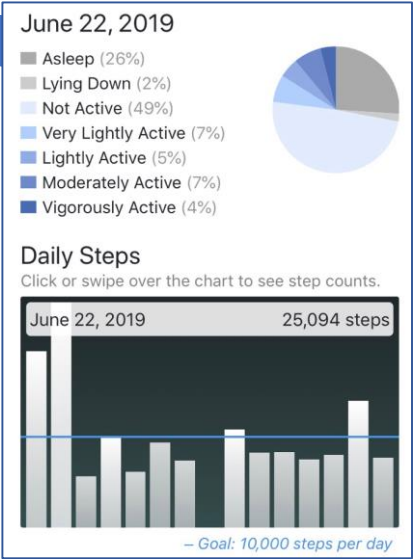 June 22, 2019
Asleep (26%)
Lying Down (2%)
Not Active (49%)
Very Lightly Active (7%)
Lightly Active (5%)
Moderately Active (7%)
Vigorously Active (4%)
Daily Steps
Click or swipe over the chart to see step counts.
June 22, 2019 25,094 steps
– Goal: 10,000 steps per day